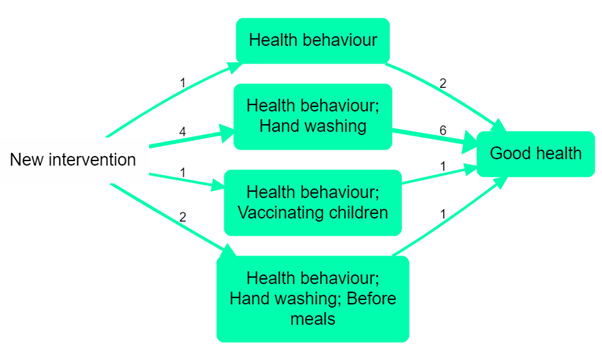 Health behaviour
1
2
Health behaviour;
Hand washing
4
6
New intervention
Good health
1
1
Health behaviour;
Vaccinating children
2
1
Health behaviour;
Hand washing; Before
meals